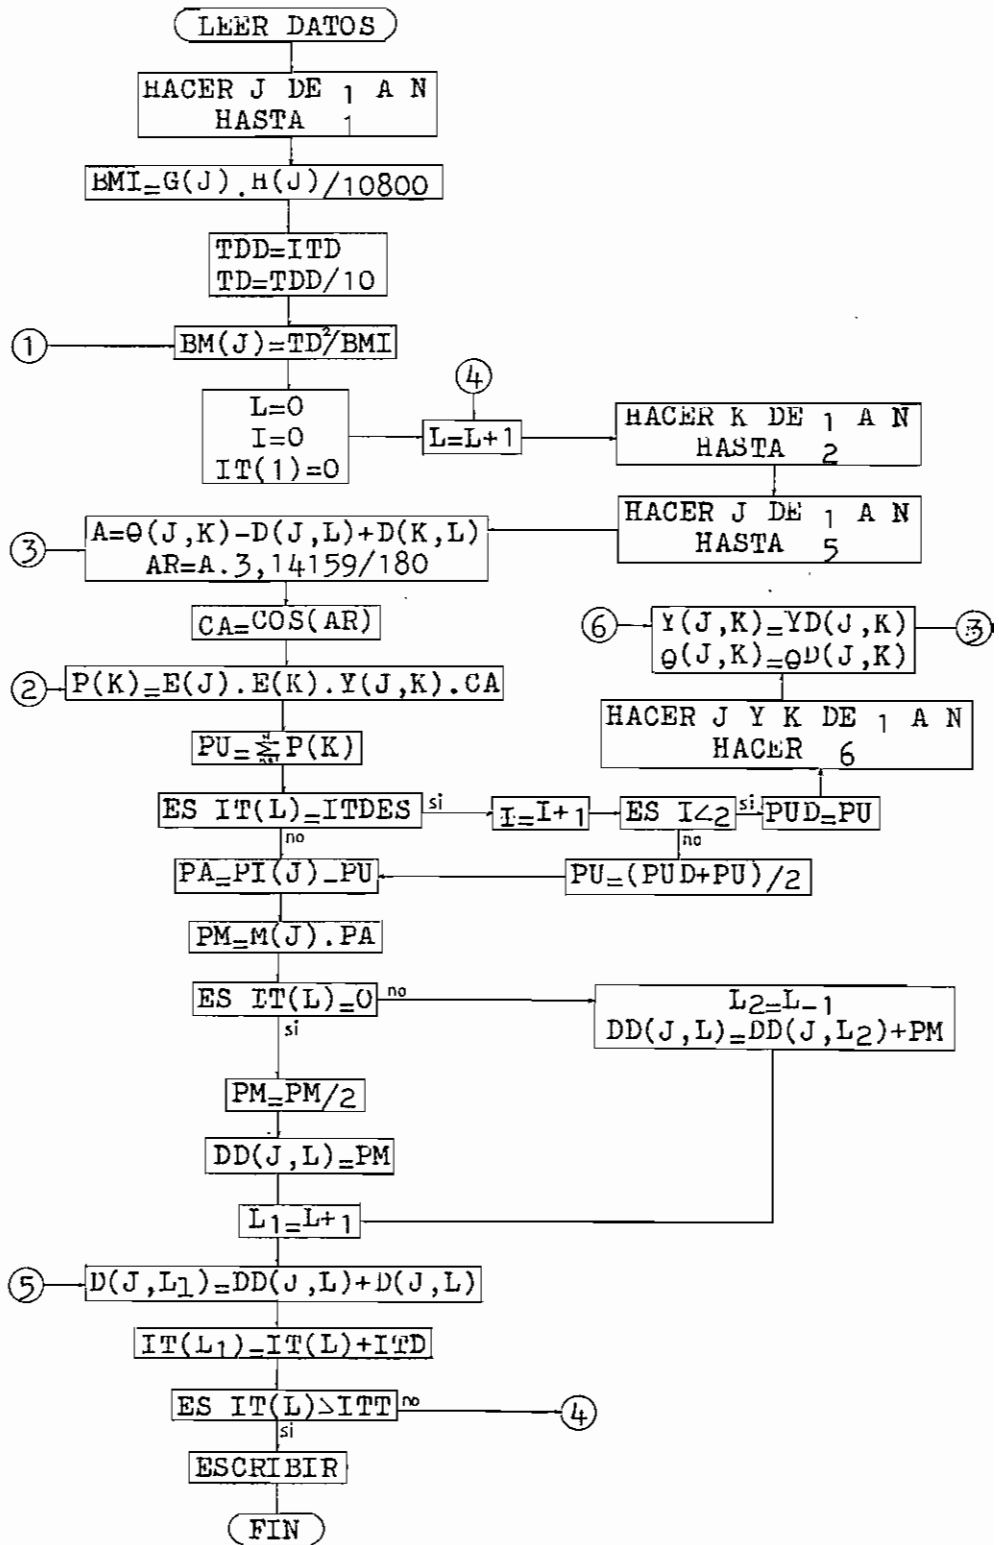 LEER DATOS
HACER J DE 1 A N
HASTA 1
BMI=G(J).H(J)/10800
TDD=ITD
TD=TDD/10
1
BM(J)=TD²/BMI
4
L=0
I=0
IT(1)=0
L=L+1
HACER K DE 1 A N
HASTA 2
3
A=θ(J,K)-D(J,L)+D(K,L)
AR=A.3,14159/180
HACER J DE 1 A N
HASTA 5
CA=COS(AR)
6
Y(J,K)=YD(J,K)
θ(J,K)=θD(J,K)
3
2
P(K)=E(J).E(K).Y(J,K).CA
HACER J Y K DE 1 A N
HACER 6
PU=Σ P(K)
ES IT(L)=ITDES
si
I=I+1
ES I<2
si
PUD=PU
no
no
PA=PI(J)-PU
PU=(PUD+PU)/2
PM=M(J).PA
ES IT(L)=0
no
L2=L-1
DD(J,L)=DD(J,L2)+PM
si
PM=PM/2
DD(J,L)=PM
L1=L+1
5
D(J,L1)=DD(J,L)+D(J,L)
IT(L1)=IT(L)+ITD
ES IT(L)>ITT
no
4
si
ESCRIBIR
FIN